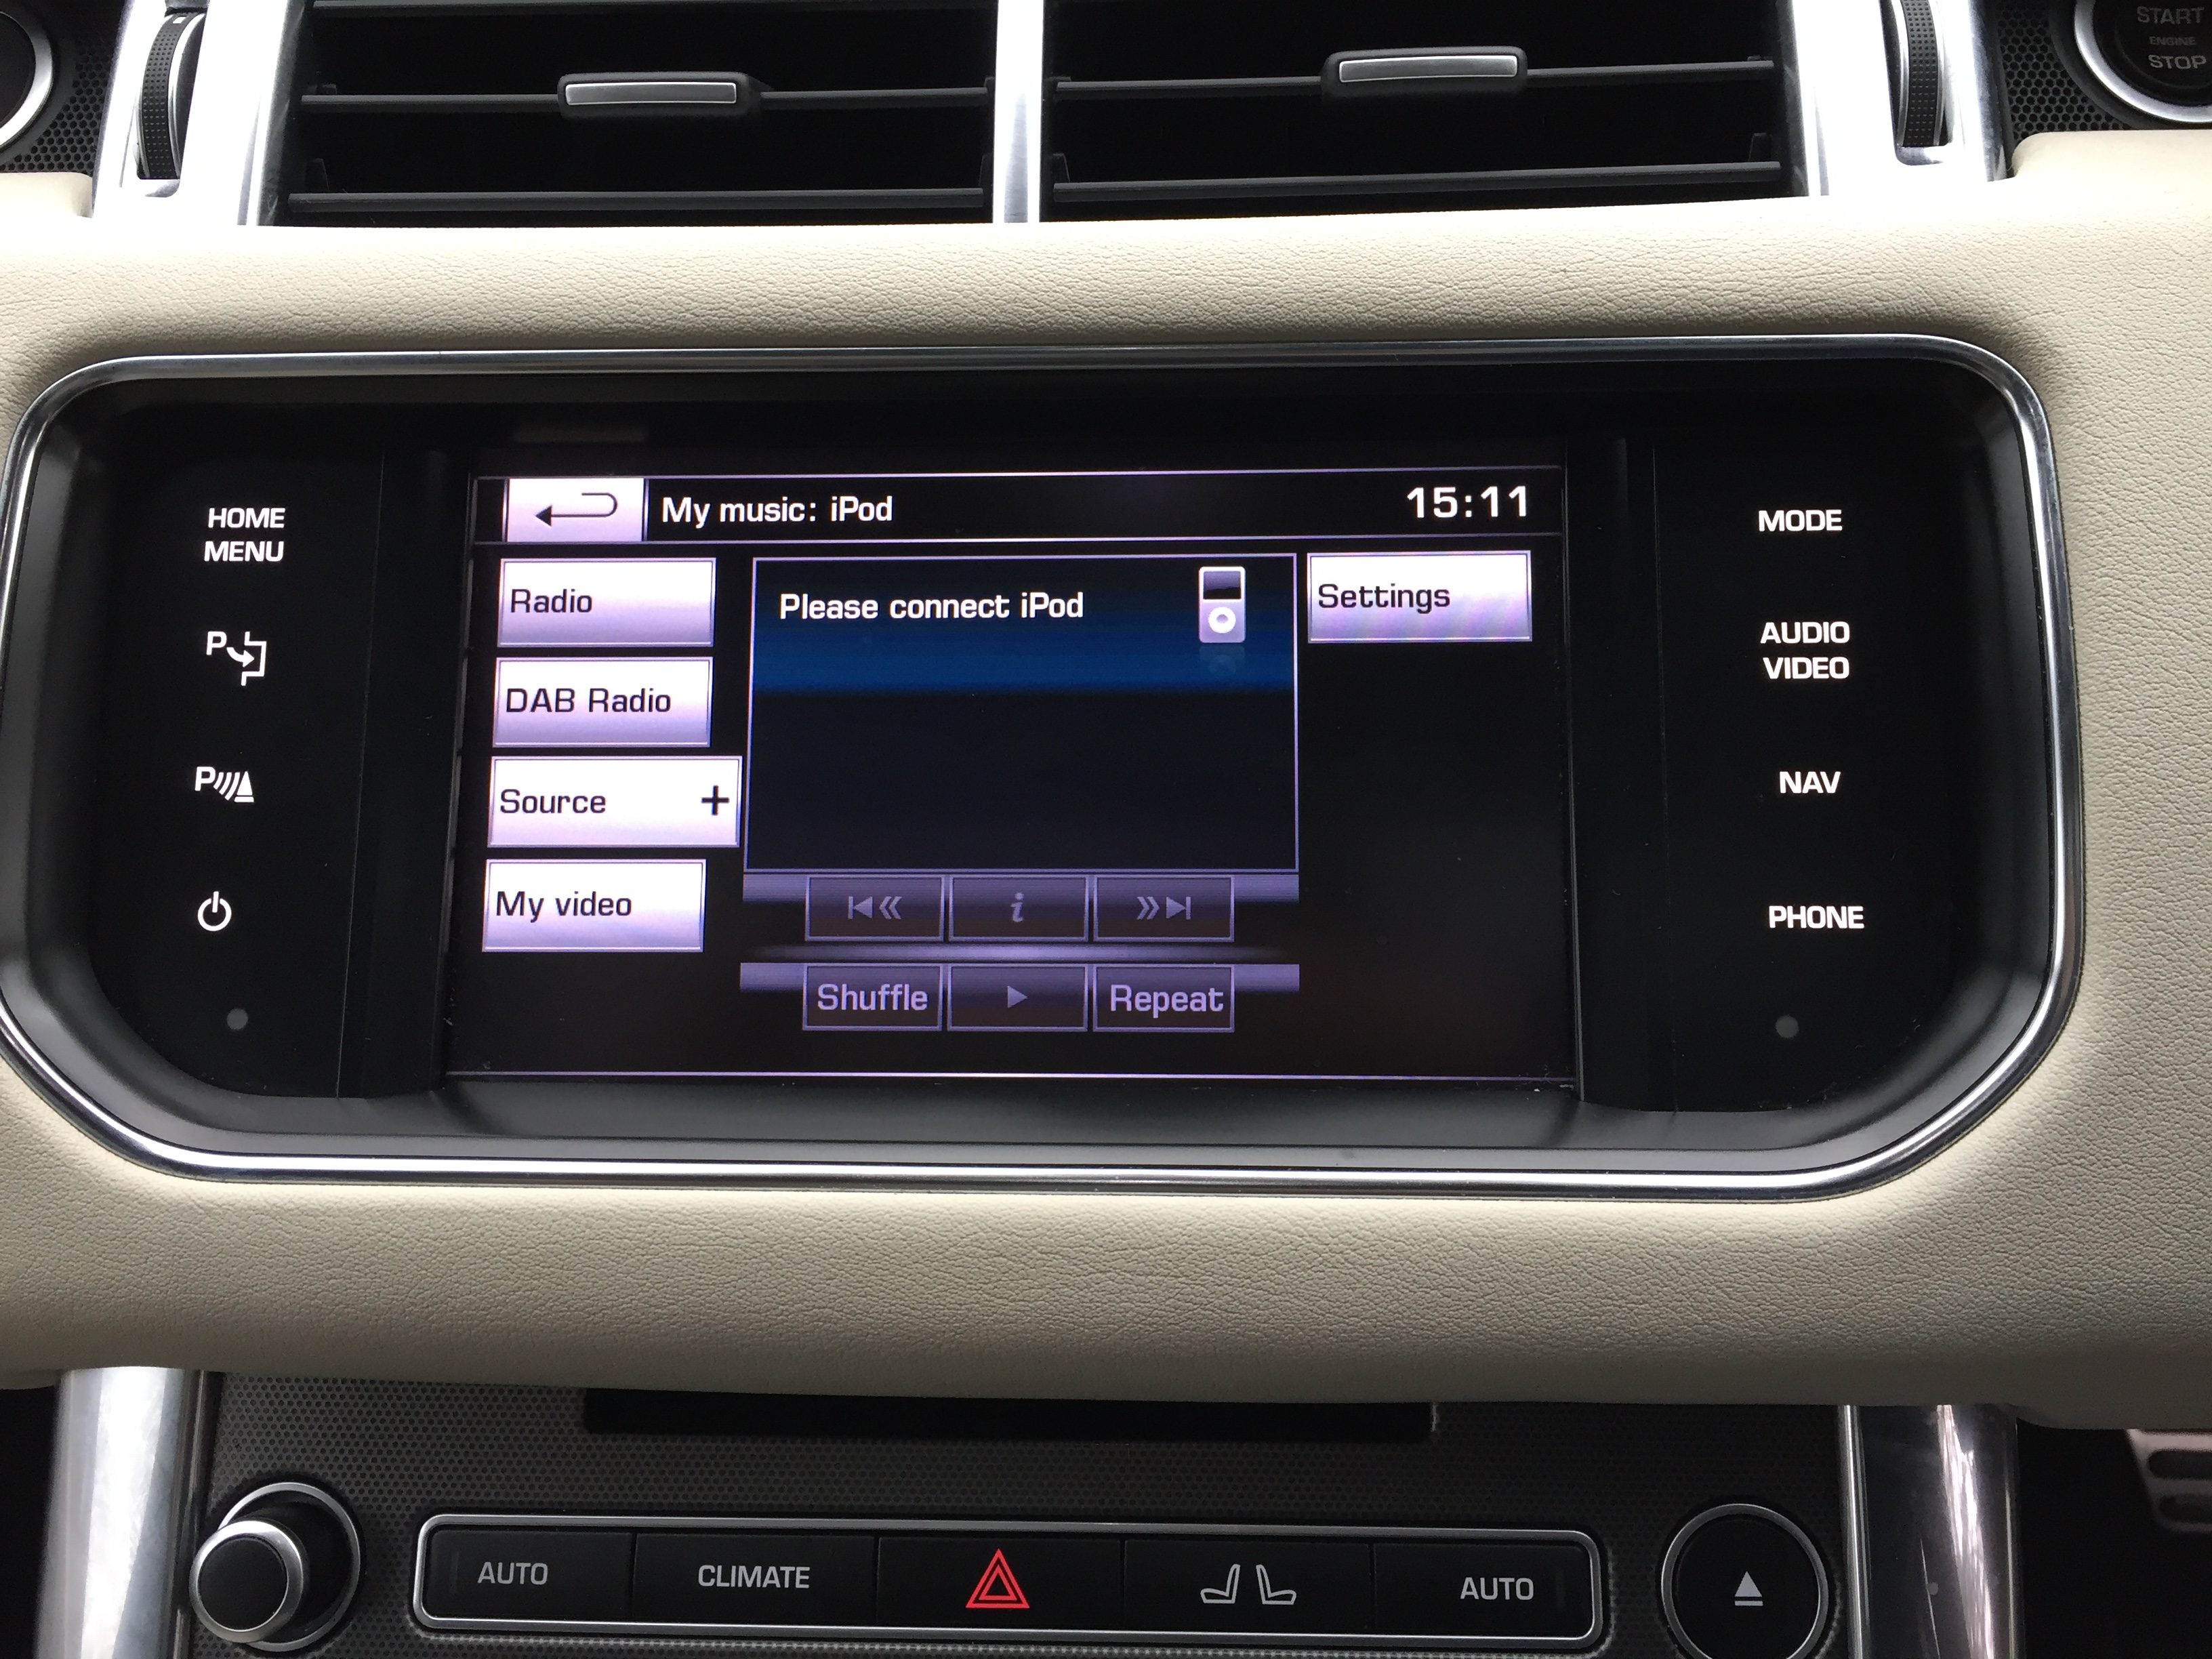 START
ENGINE
STOP
HOME
MENU
My music: iPod
15:11
MODE
Radio
Please connect iPod
Settings
AUDIO
VIDEO
P
DAB Radio
P
Source +
NAV
My video
i
PHONE
Shuffle
Repeat
AUTO
CLIMATE
AUTO